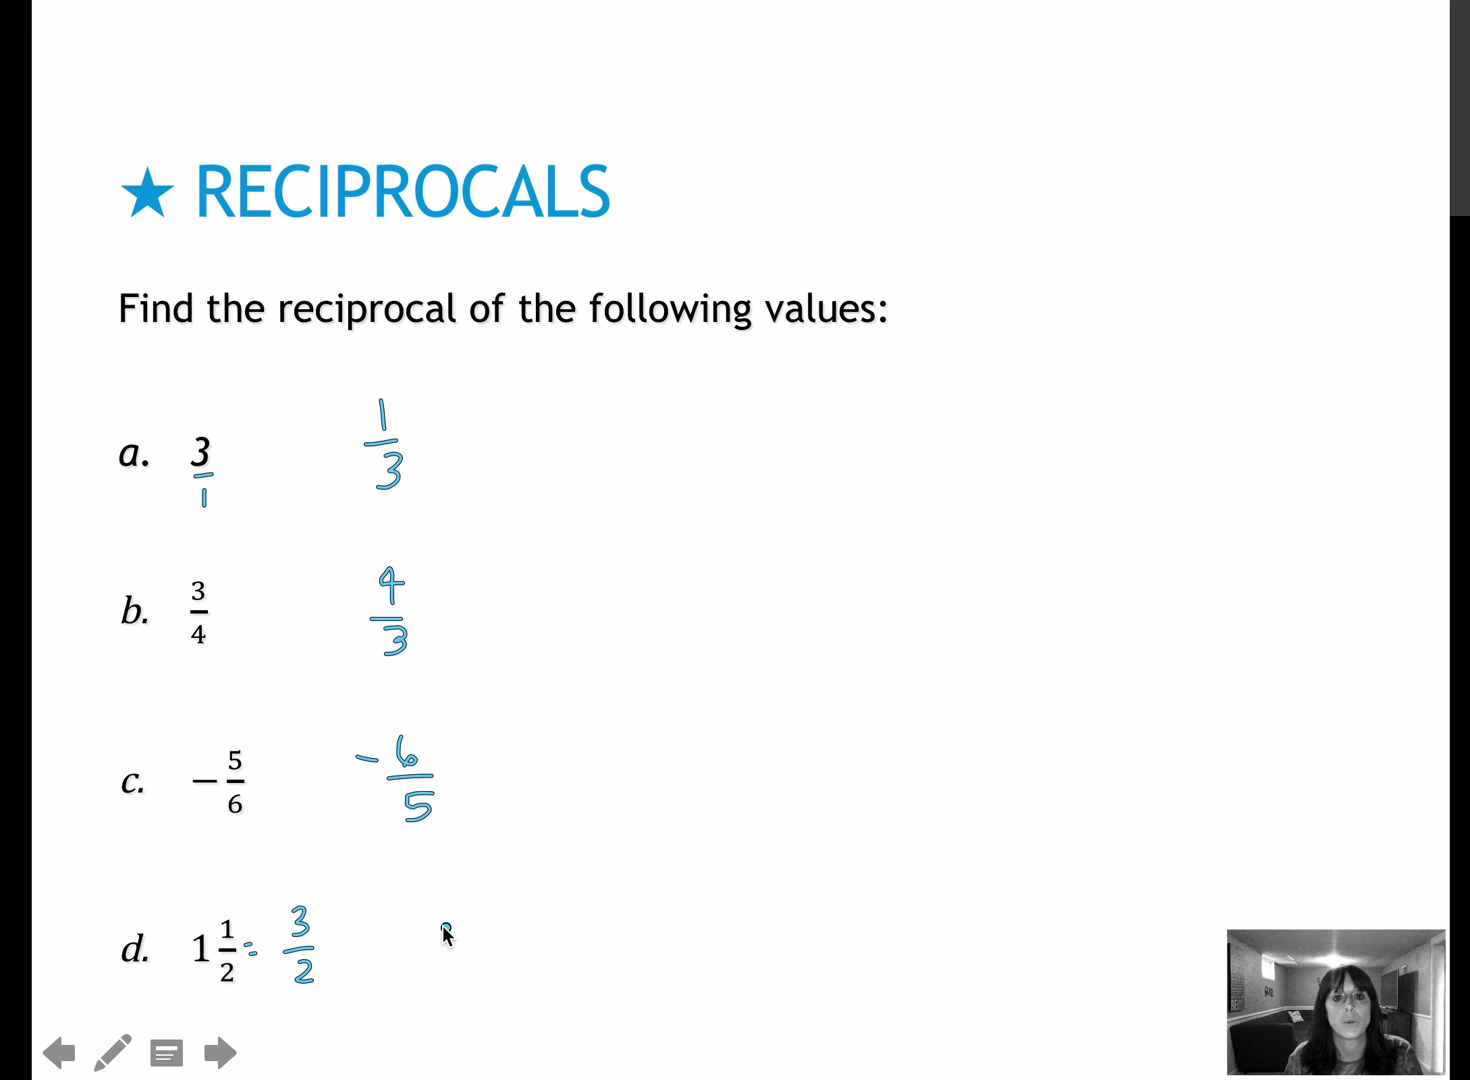 ★ RECIPROCALS
Find the reciprocal of the following values:
a. 3/1 1/3
b. 3/4 4/3
c. −5/6 -6/5
d. 1 1/2 = 3/2